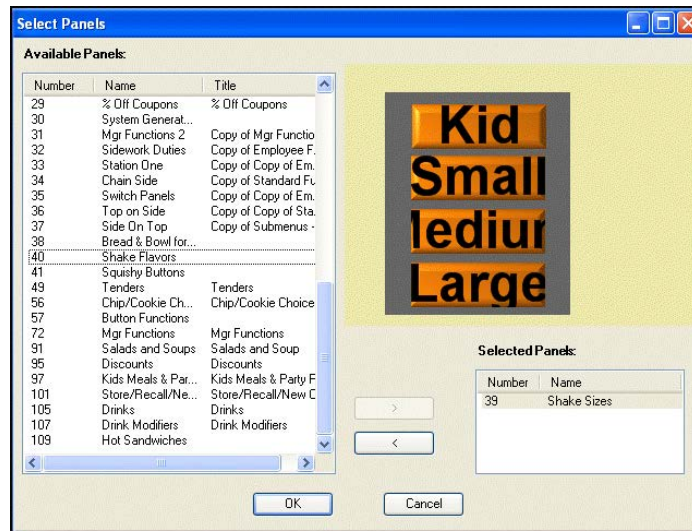 Select Panels
Available Panels:
Number Name Title
29 % Off Coupons % Off Coupons
30 System Generat...
31 Mgr Functions 2 Copy of Mgr Functio
32 Sidework Duties Copy of Employee F.
33 Station One Copy of Copy of Em.
34 Chain Side Copy of Standard Fu
35 Switch Panels Copy of Copy of Em.
36 Top on Side Copy of Copy of Sta.
37 Side On Top Copy of Submenus -
38 Bread & Bowl for...
40 Shake Flavors
41 Squishy Buttons
49 Tenders Tenders
56 Chip/Cookie Ch... Chip/Cookie Choice
57 Button Functions
72 Mgr Functions Mgr Functions
91 Salads and Soups Salads and Soup
95 Discounts Discounts
97 Kids Meals & Par... Kids Meals & Party F
101 Store/Recall/Ne... Store/Recall/New C
105 Drinks Drinks
107 Drink Modifiers Drink Modifiers
109 Hot Sandwiches
Kid
Small
Medium
Large
Selected Panels:
Number Name
39 Shake Sizes
>
<
OK Cancel